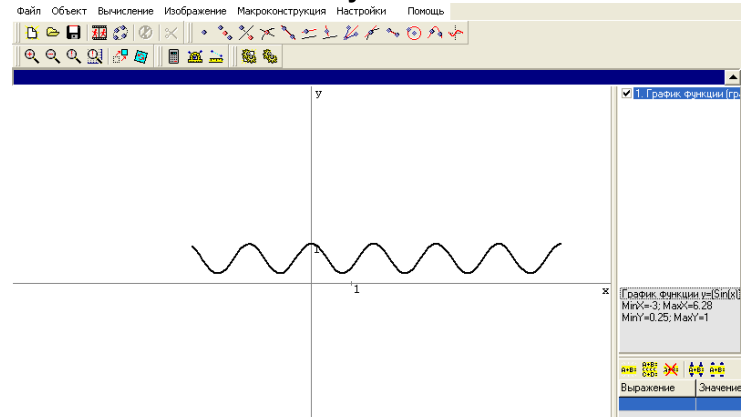 Файл Объект Вычисление Изображение Макроконструкция Настройки Помощь
y
1. График функции (гра
1
1
x
График функции y=(Sin(x)
MinX=-3; MaxX=6.28
MinY=0.25; MaxY=1
Выражение Значение